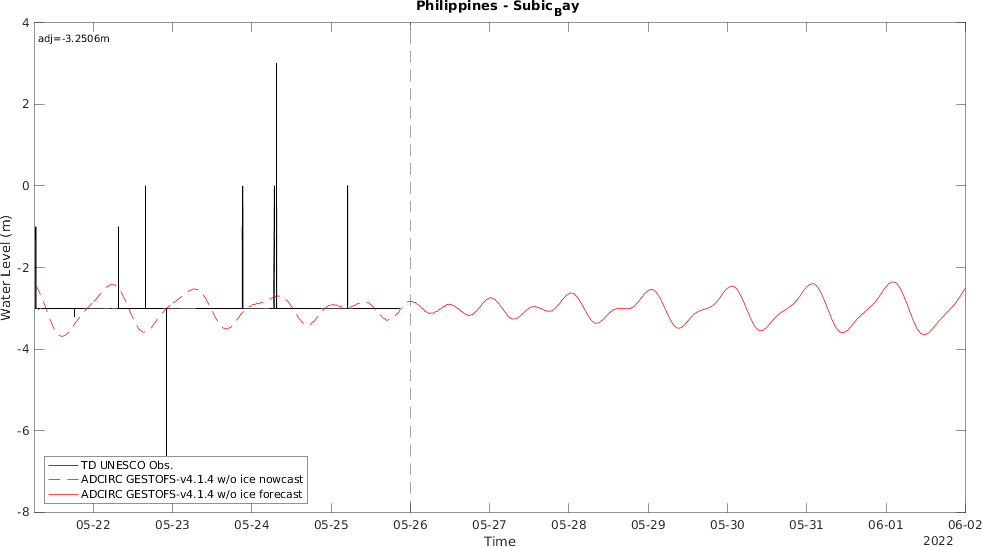 Philippines - Subic_Bay
adj=-3.2506m
4
2
0
-2
-4
-6
-8
Water Level (m)
TD UNESCO Obs.
ADCIRC GESTOFS-v4.1.4 w/o ice nowcast
ADCIRC GESTOFS-v4.1.4 w/o ice forecast
05-22 05-23 05-24 05-25 05-26 05-27 05-28 05-29 05-30 05-31 06-01 06-02
Time
2022